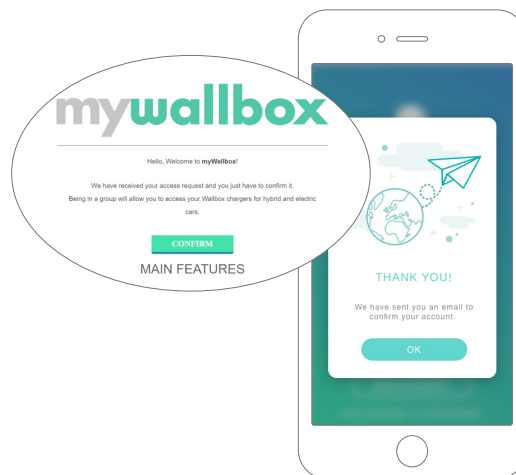 mywallbox
Hello, Welcome to myWallbox!
We have received your access request and you just have to confirm it.
Being in a group will allow you to access your Wallbox chargers for hybrid and electric
cars.
CONFIRM
MAIN FEATURES
THANK YOU!
We have sent you an email to
confirm your account.
OK